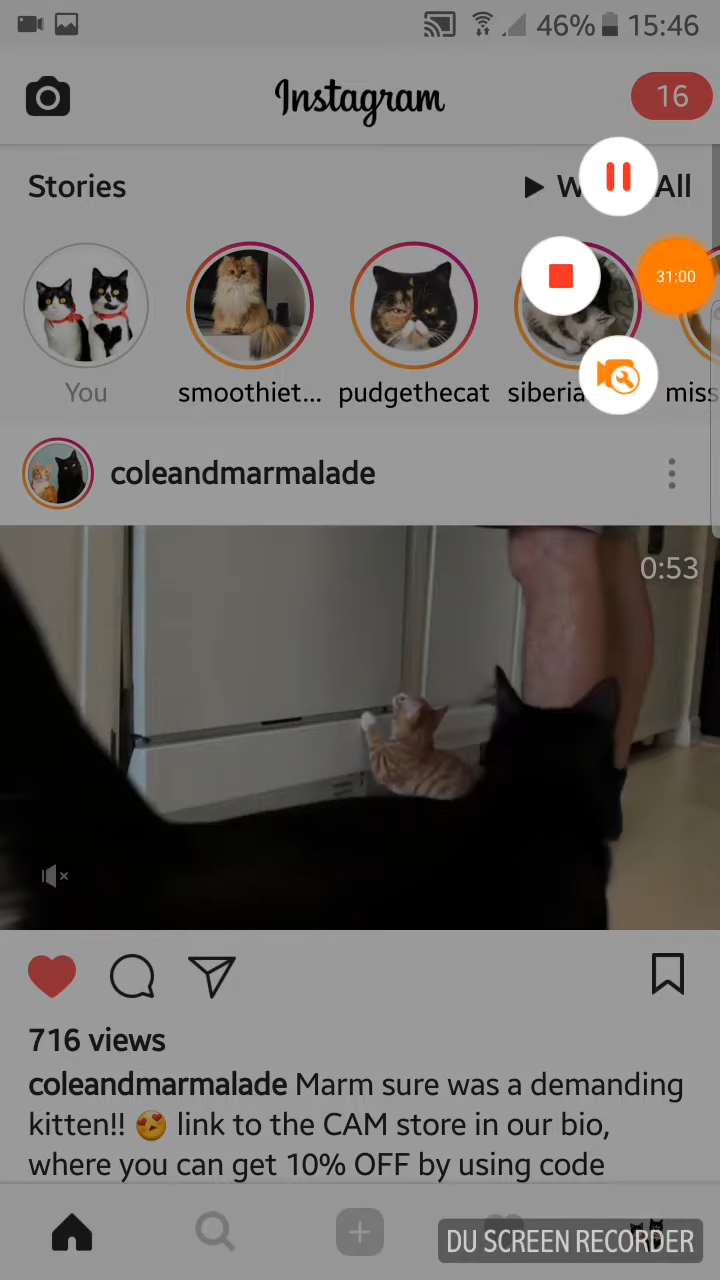 46% 15:46
Instagram
16
Stories
All
31:00
You
smoothiet...
pudgethecat
siberia
miss
coleandmarmalade
0:53
716 views
coleandmarmalade Marm sure was a demanding
kitten!! 😍 link to the CAM store in our bio,
where you can get 10% OFF by using code
DU SCREEN RECORDER